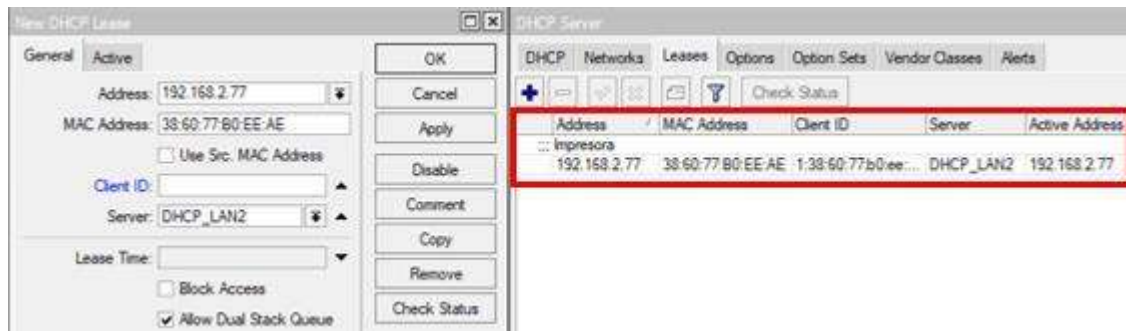 New DHCP Lease
General Active
Address: 192.168.2.77
MAC Address: 38:60:77:B0:EE:AE
Use Src. MAC Address
Client ID:
Server: DHCP_LAN2
Lease Time:
Block Access
Allow Dual Stack Queue
OK
Cancel
Apply
Disable
Comment
Copy
Remove
Check Status
DHCP Server
DHCP Networks Leases Options Option Sets Vendor Classes Alerts
Check Status
Address / MAC Address Client ID Server Active Address
::: Impresora
192.168.2.77 38:60:77:B0:EE:AE 1:38:60:77:b0:ee:... DHCP_LAN2 192.168.2.77